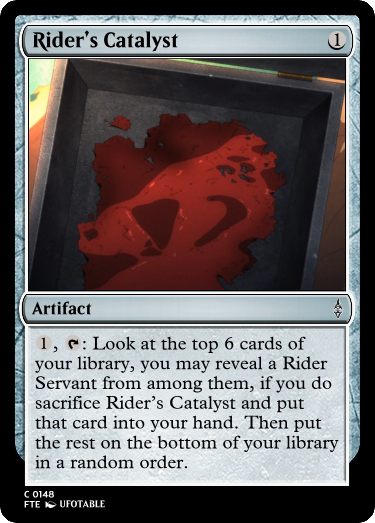 Rider's Catalyst 1
Artifact
1, : Look at the top 6 cards of
your library, you may reveal a Rider
Servant from among them, if you do
sacrifice Rider's Catalyst and put
that card into your hand. Then put
the rest on the bottom of your library
in a random order.
C 0148
FTE UFOTABLE